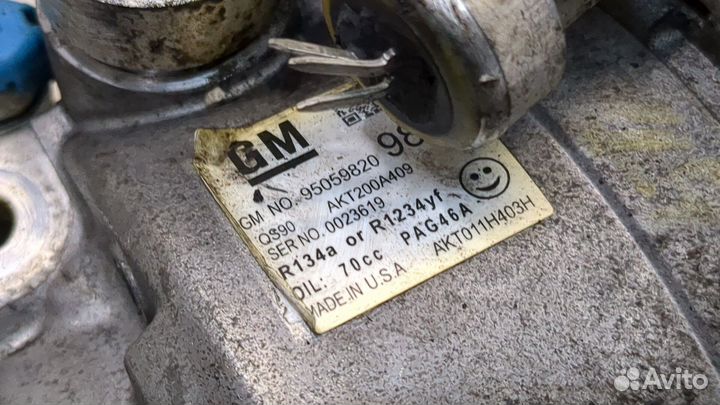 GM
98
GM NO. 95059820
QS90 AKT200A409
SER NO. 0023619
R134a or R1234yf
OIL: 70cc PAG46A
MADE.IN U.S.A AKT011H403H
Avito